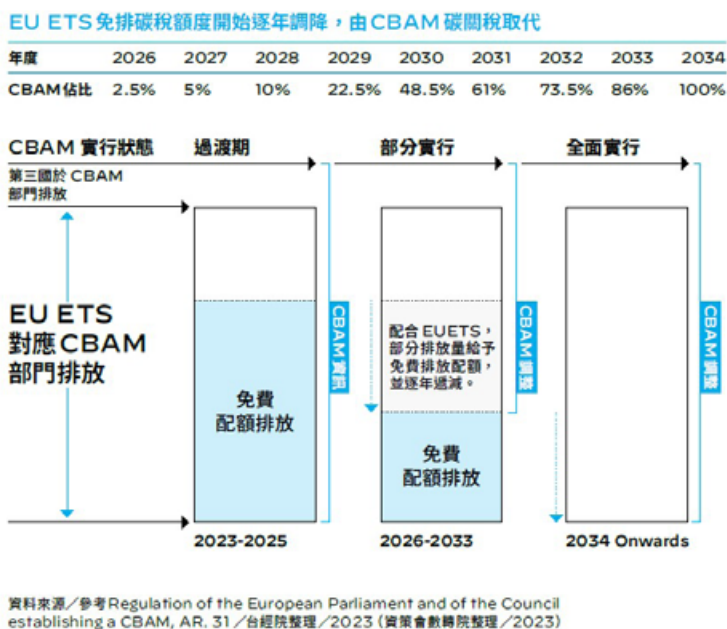 EU ETS 免排碳稅額度開始逐年調降，由 CBAM 碳關稅取代
年度 2026 2027 2028 2029 2030 2031 2032 2033 2034
CBAM佔比 2.5% 5% 10% 22.5% 48.5% 61% 73.5% 86% 100%
CBAM 實行狀態 過渡期 部分實行 全面實行
第三國於 CBAM
部門排放
EU ETS
對應CBAM
部門排放
免費
配額排放
CBAM 資訊
2023-2025
配合 EUETS，
部分排放量給予
免費排放配額，
並逐年遞減。
免費
配額排放
CBAM 調整
2026-2033
CBAM 調整
2034 Onwards
資料來源／參考Regulation of the European Parliament and of the Council
establishing a CBAM, AR. 31／台經院整理／2023 (資策會數轉院整理／2023)